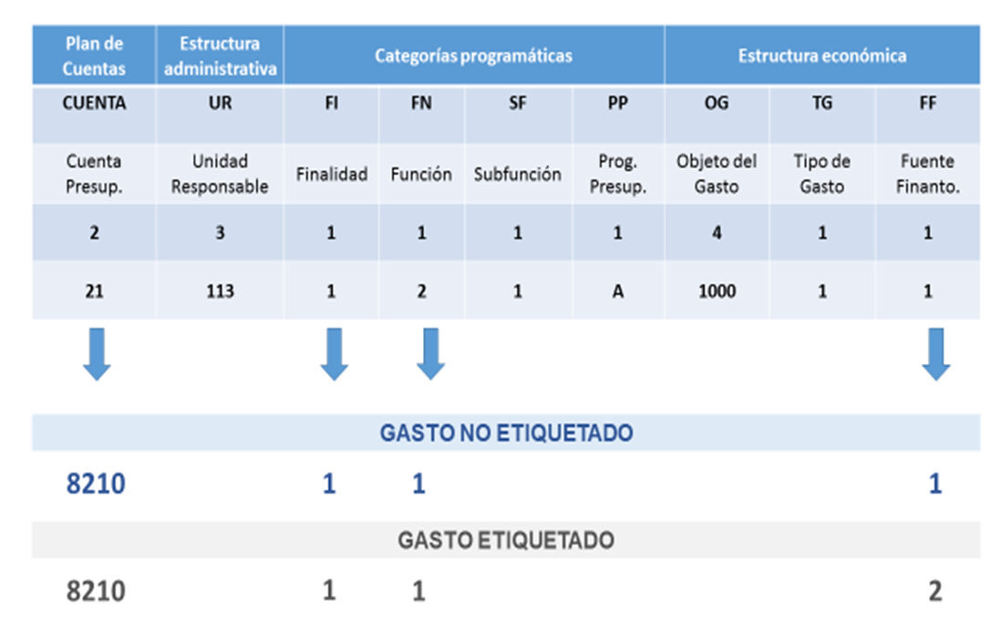 Plan de Cuentas Estructura administrativa Categorías programáticas Estructura económica
CUENTA UR FI FN SF PP OG TG FF
Cuenta Presup. Unidad Responsable Finalidad Función Subfunción Prog. Presup. Objeto del Gasto Tipo de Gasto Fuente Finanto.
2 3 1 1 1 1 4 1 1
21 113 1 2 1 A 1000 1 1
GASTO NO ETIQUETADO
8210 1 1 1
GASTO ETIQUETADO
8210 1 1 2